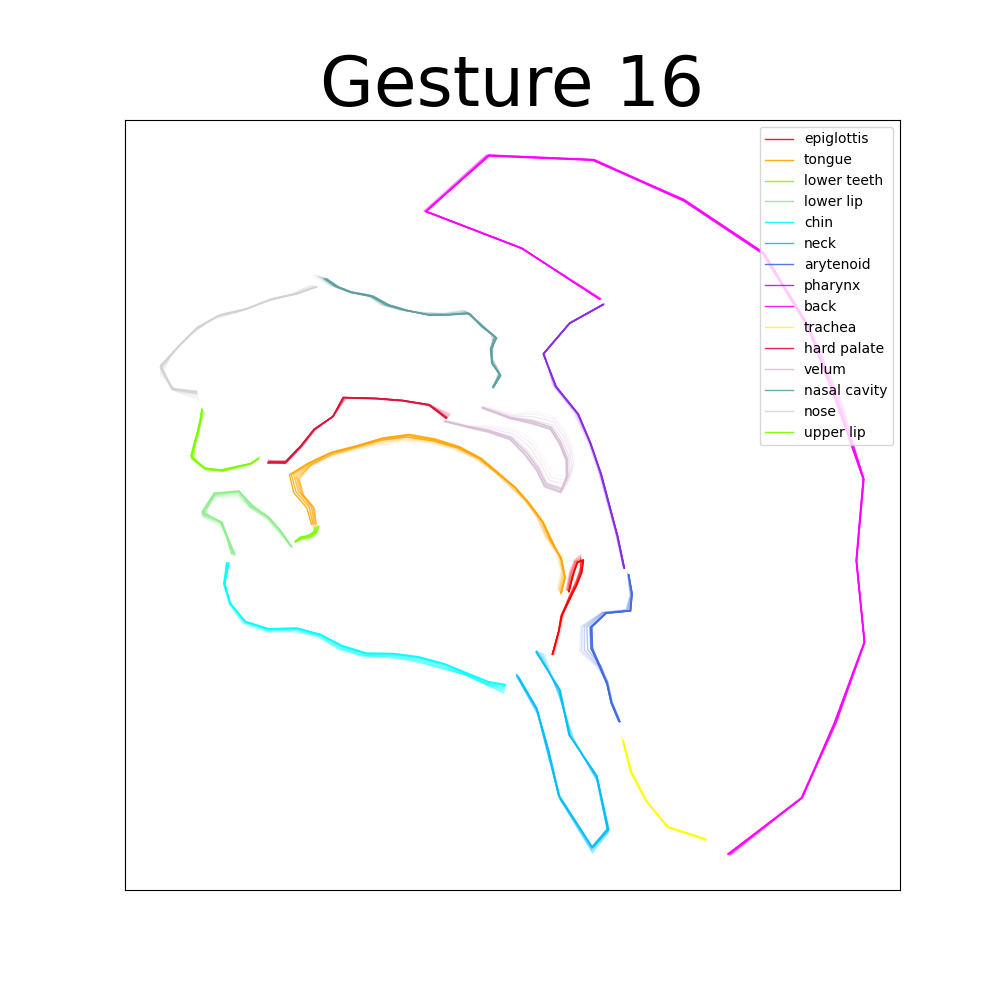 Gesture 16
epiglottis
tongue
lower teeth
lower lip
chin
neck
arytenoid
pharynx
back
trachea
hard palate
velum
nasal cavity
nose
upper lip